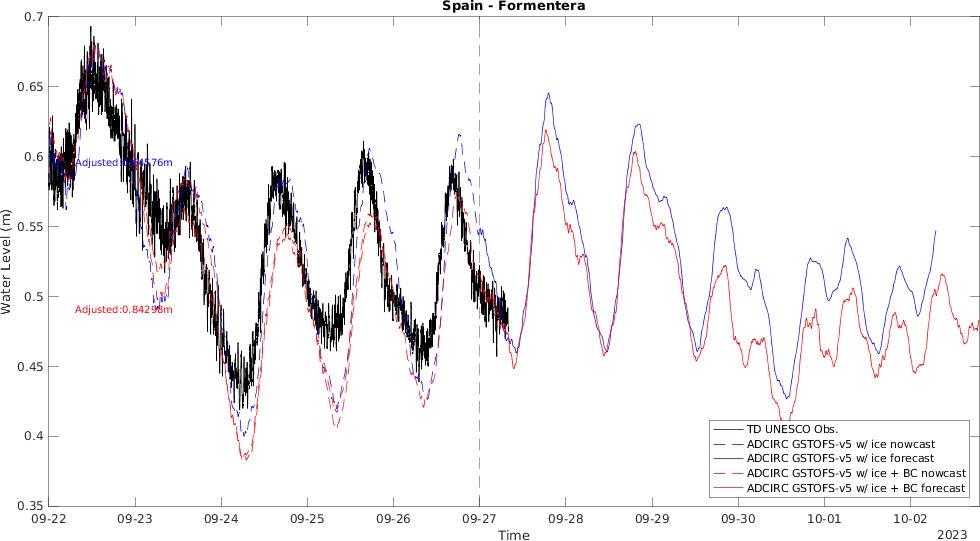 Spain - Formentera
0.7
0.65
0.6
0.55
0.5
0.45
0.4
0.35
Water Level (m)
Adjusted:
Adjusted:0.84298m
TD UNESCO Obs.
ADCIRC GSTOFS-v5 w/ ice nowcast
ADCIRC GSTOFS-v5 w/ ice forecast
ADCIRC GSTOFS-v5 w/ ice + BC nowcast
ADCIRC GSTOFS-v5 w/ ice + BC forecast
09-22 09-23 09-24 09-25 09-26 09-27 09-28 09-29 09-30 10-01 10-02
Time
2023